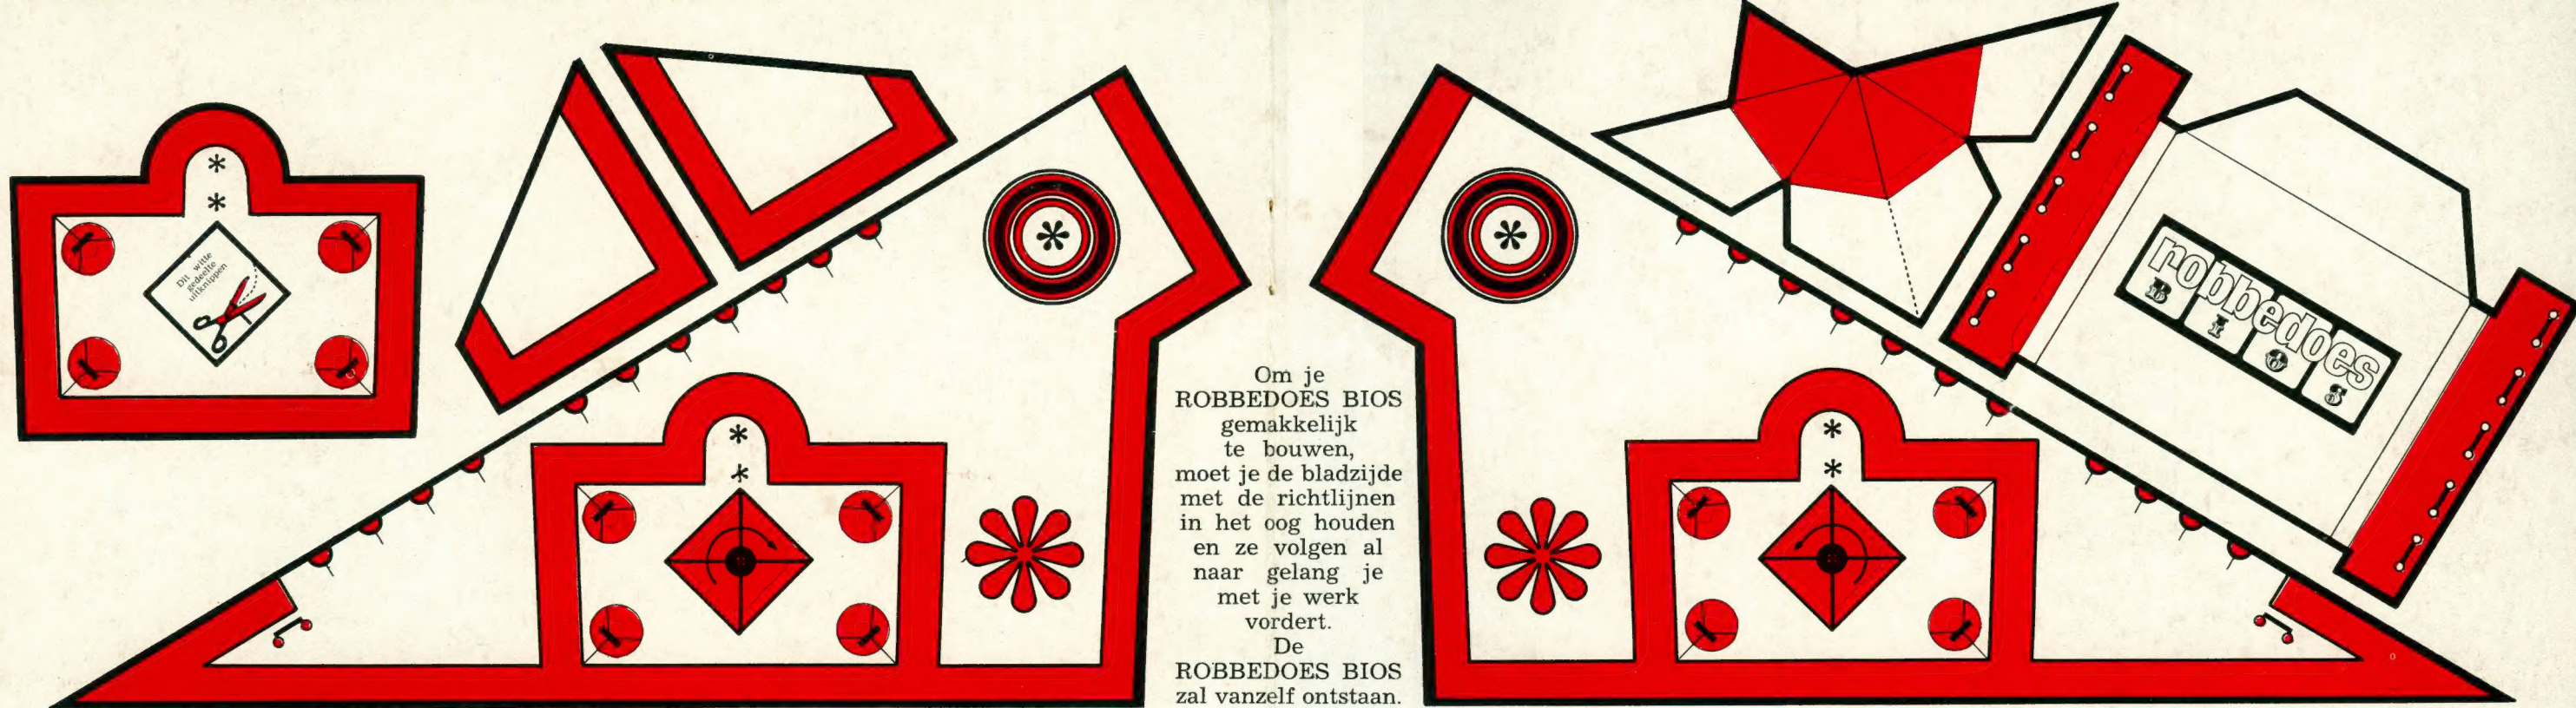 Dit witte
gedeelte
uitknippen
Om je
ROBBEDOES BIOS
gemakkelijk
te bouwen,
moet je de bladzijde
met de richtlijnen
in het oog houden
en ze volgen al
naar gelang je
met je werk
vordert.
De
ROBBEDOES BIOS
zal vanzelf ontstaan.
robbedoes
BIOS